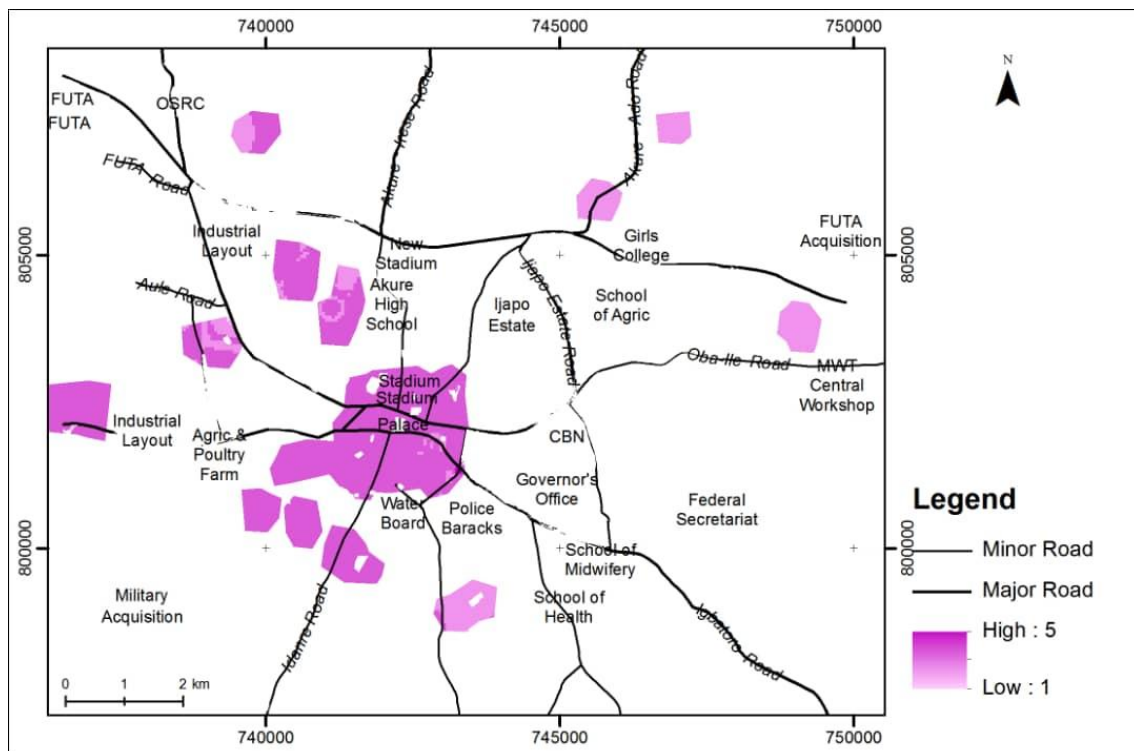 740000
745000
750000
N
FUTA
OSRC
FUTA
Akure - Irese Road
Akure - Ado Road
FUTA Road
Industrial
Layout
New
Stadium
Girls
College
FUTA
Acquisition
805000
805000
Aule Road
Akure
High
School
Ijapo
Estate
Ijapo Estate Road
School
of Agric
Oba-Ile Road
MWT
Central
Workshop
Stadium
Stadium
Palace
Industrial
Layout
Agric &
Poultry
Farm
CBN
Governor's
Office
Water
Board
Police
Baracks
Federal
Secretariat
800000
800000
School of
Midwifery
School of
Health
Military
Acquisition
Idanre Road
Igbatoro Road
0 1 2 km
740000
745000
750000
Legend
Minor Road
Major Road
High : 5
Low : 1